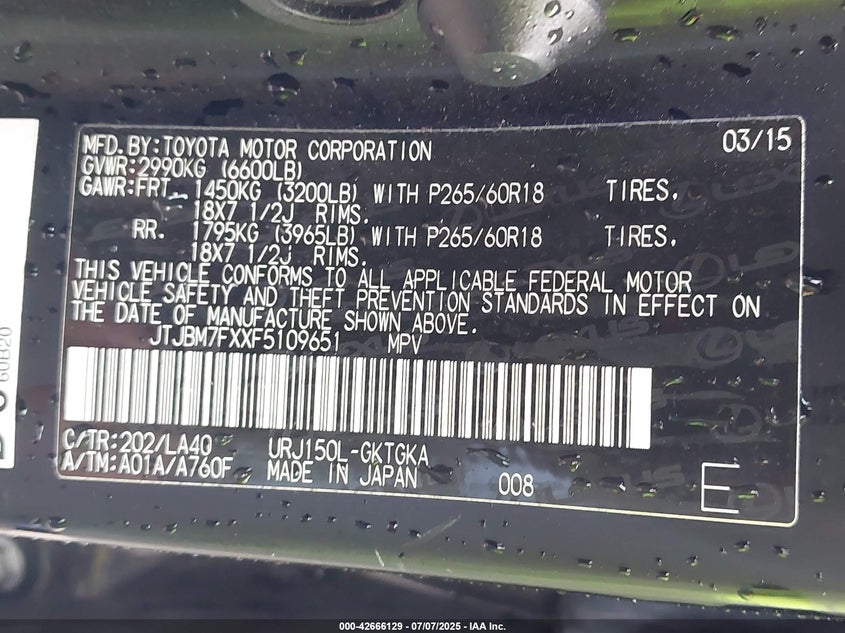 MFD.BY:TOYOTA MOTOR CORPORATION 03/15
GVWR:2990KG (6600LB)
GAWR:FRT. 1450KG (3200LB) WITH P265/60R18 TIRES.
18X7 1/2J RIMS.
RR. 1795KG (3965LB) WITH P265/60R18 TIRES.
18X7 1/2J RIMS.
THIS VEHICLE CONFORMS TO ALL APPLICABLE FEDERAL MOTOR
VEHICLE SAFETY AND THEFT PREVENTION STANDARDS IN EFFECT ON
THE DATE OF MANUFACTURE SHOWN ABOVE.
JTJBM7FXXF5109651 MPV
C/TR:202/LA40 URJ150L-GKTGKA
A/TM:A01A/A760F MADE IN JAPAN 008 E
60B20
LEXUS
000-42666129 - 07/07/2025 - IAA Inc.